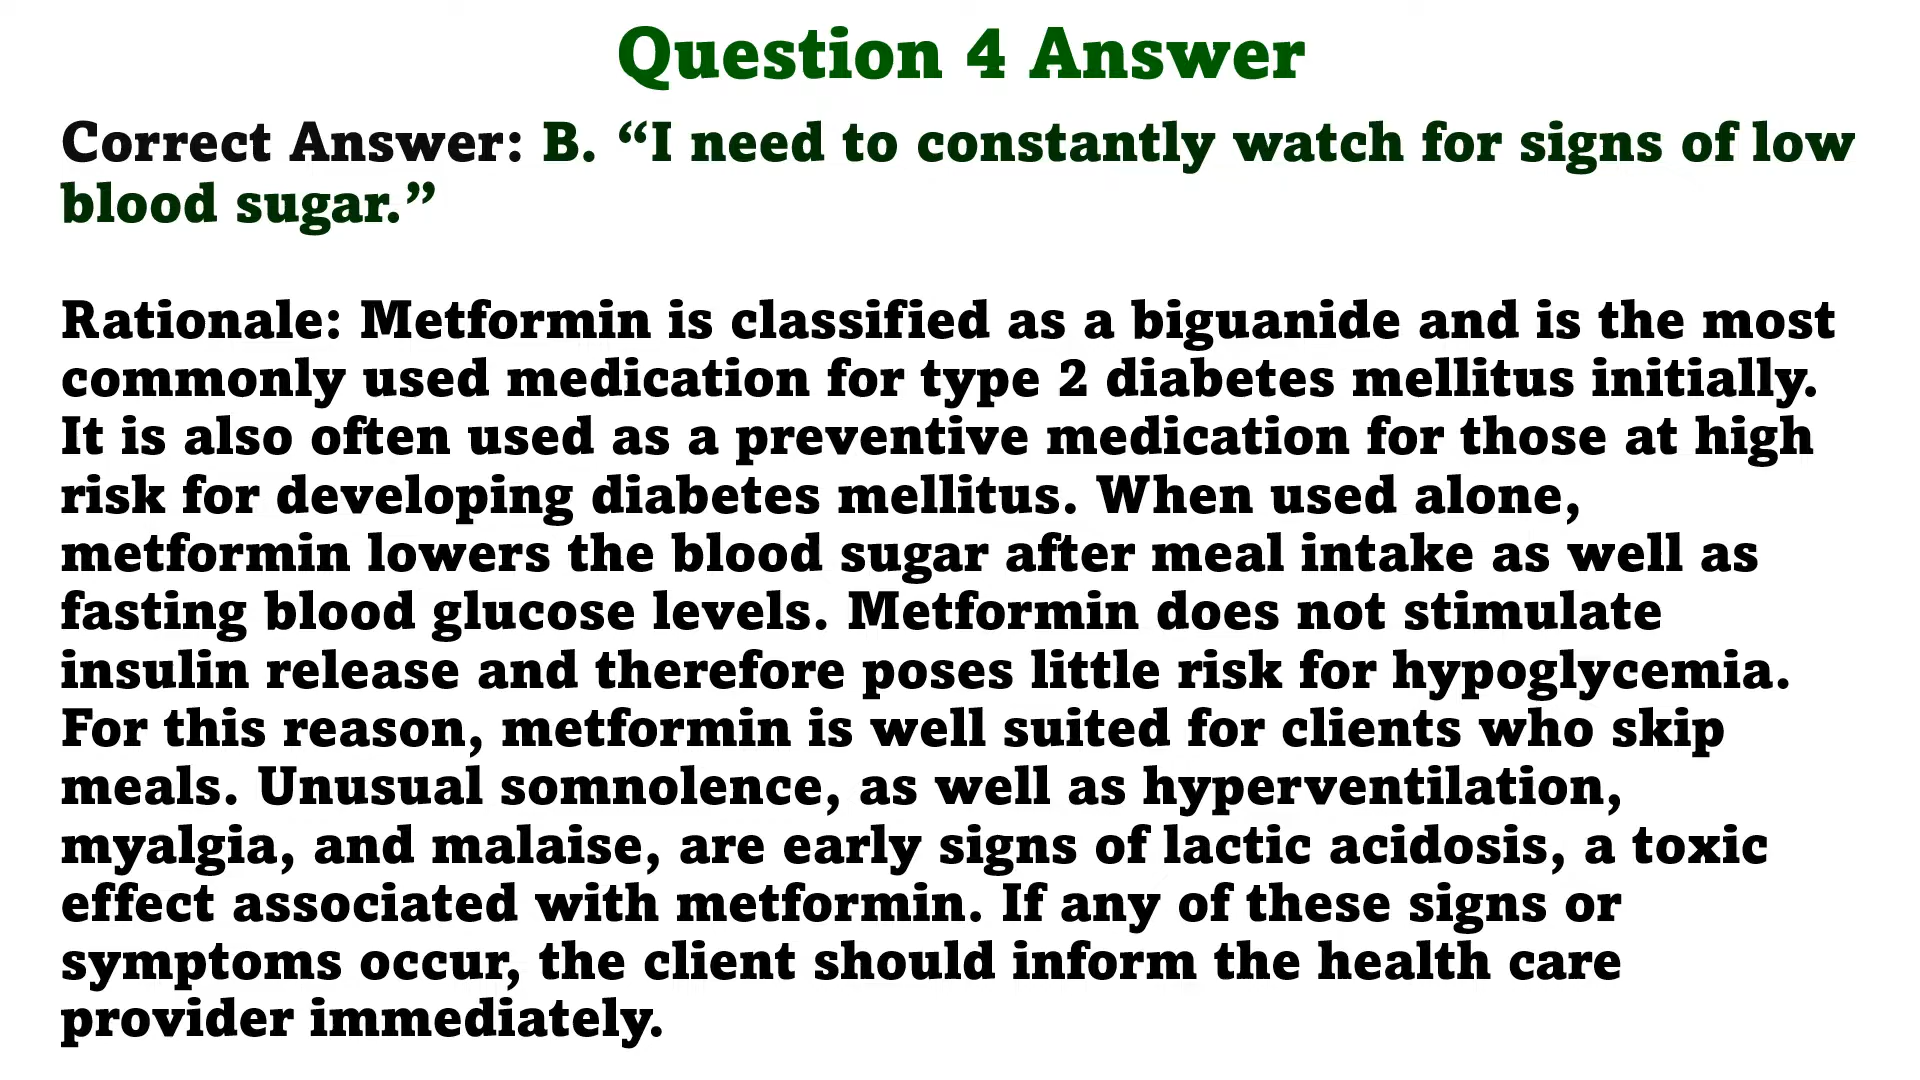 Question 4 Answer
Correct Answer: B. “I need to constantly watch for signs of low
blood sugar.”
Rationale: Metformin is classified as a biguanide and is the most
commonly used medication for type 2 diabetes mellitus initially.
It is also often used as a preventive medication for those at high
risk for developing diabetes mellitus. When used alone,
metformin lowers the blood sugar after meal intake as well as
fasting blood glucose levels. Metformin does not stimulate
insulin release and therefore poses little risk for hypoglycemia.
For this reason, metformin is well suited for clients who skip
meals. Unusual somnolence, as well as hyperventilation,
myalgia, and malaise, are early signs of lactic acidosis, a toxic
effect associated with metformin. If any of these signs or
symptoms occur, the client should inform the health care
provider immediately.